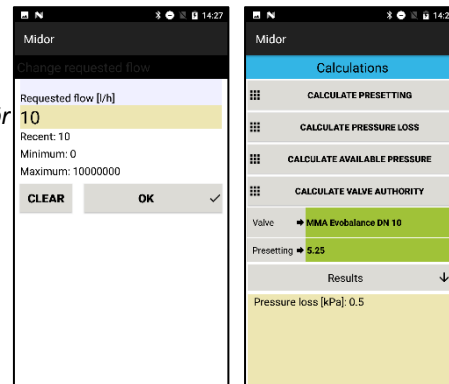 14:27
Midor
Change requested flow
Requested flow [l/h]
10
Recent: 10
Minimum: 0
Maximum: 10000000
CLEAR OK
14:2
Midor
Calculations
CALCULATE PRESETTING
CALCULATE PRESSURE LOSS
CALCULATE AVAILABLE PRESSURE
CALCULATE VALVE AUTHORITY
Valve MMA Evobalance DN 10
Presetting 5.25
Results
Pressure loss [kPa]: 0.5